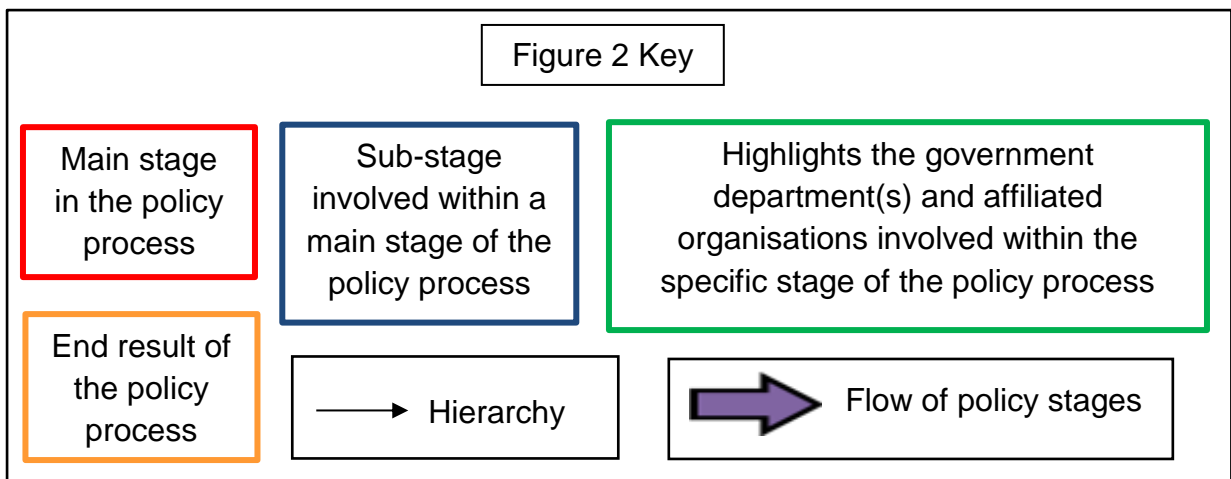 Figure 2 Key
Main stage
in the policy
process
Sub-stage
involved within a
main stage of the
policy process
Highlights the government
department(s) and affiliated
organisations involved within the
specific stage of the policy process
End result of
the policy
process
Hierarchy
Flow of policy stages